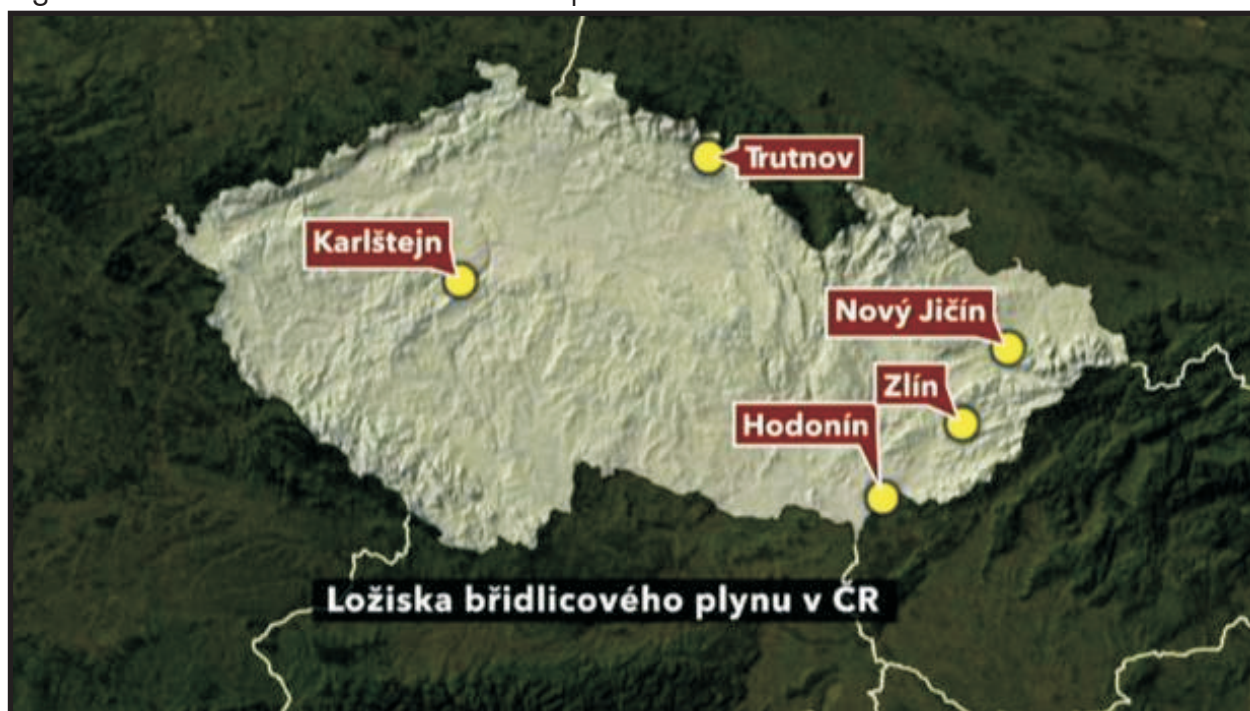 Trutnov
Karlštejn
Nový Jičín
Zlín
Hodonín
Ložiska břidlicového plynu v ČR